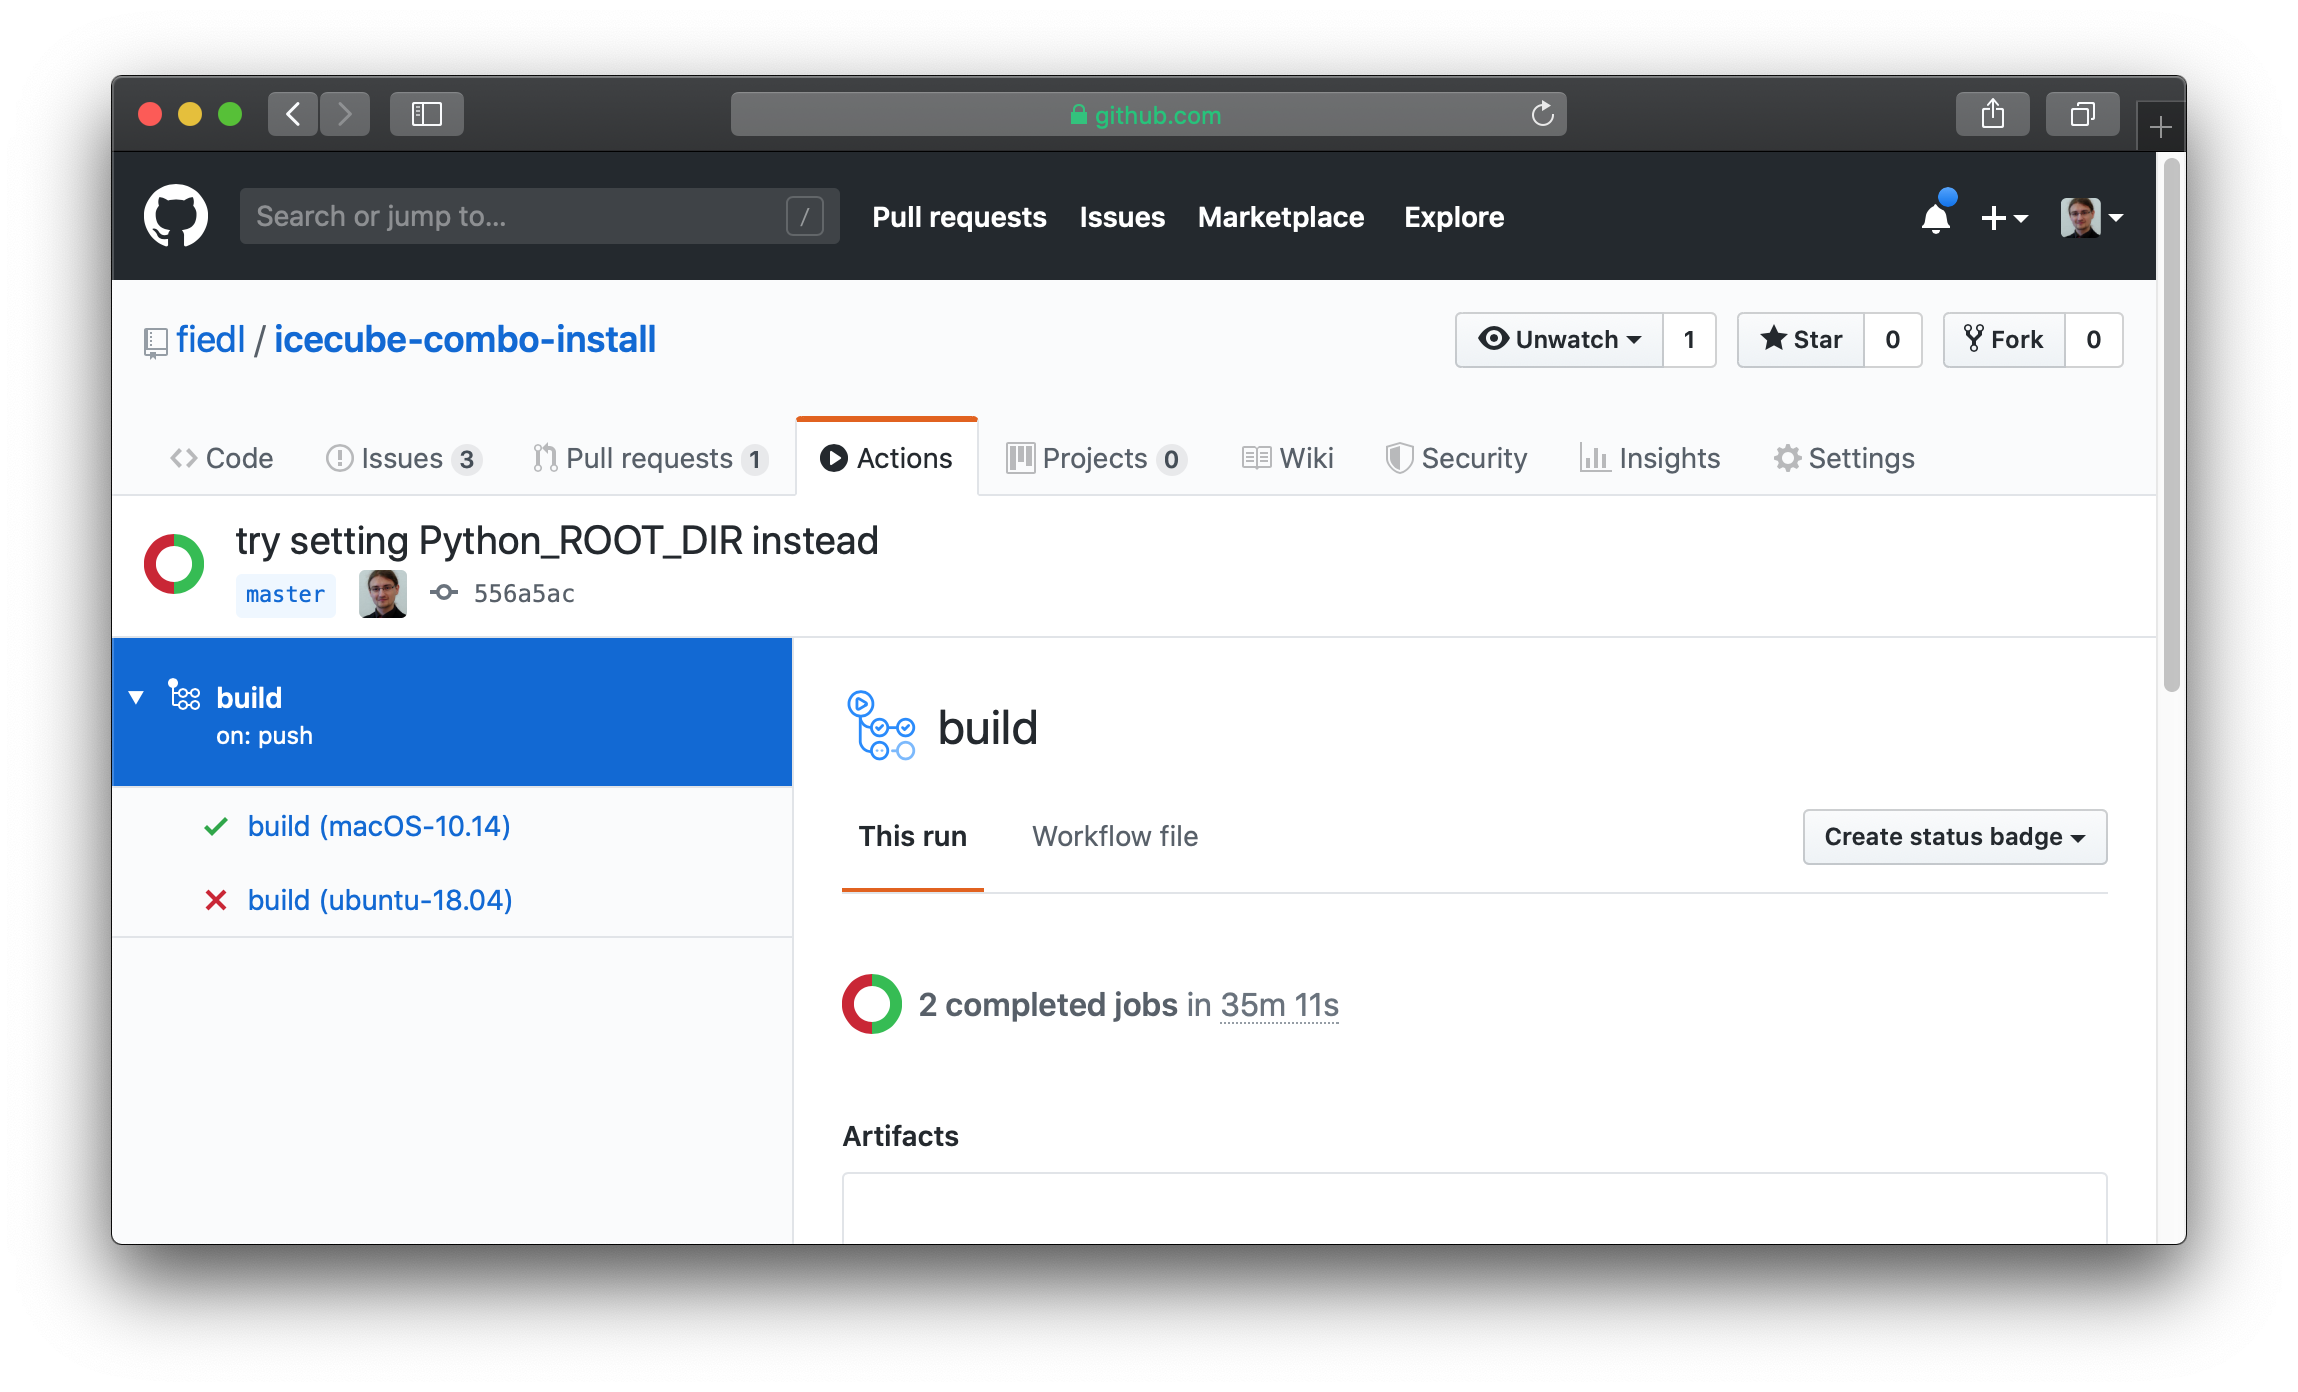 github.com
Search or jump to... /
Pull requests Issues Marketplace Explore
fiedl / icecube-combo-install
Unwatch 1 Star 0 Fork 0
Code Issues 3 Pull requests 1 Actions Projects 0 Wiki Security Insights Settings
try setting Python_ROOT_DIR instead
master 556a5ac
build
on: push
build (macOS-10.14)
build (ubuntu-18.04)
build
This run Workflow file Create status badge
2 completed jobs in 35m 11s
Artifacts